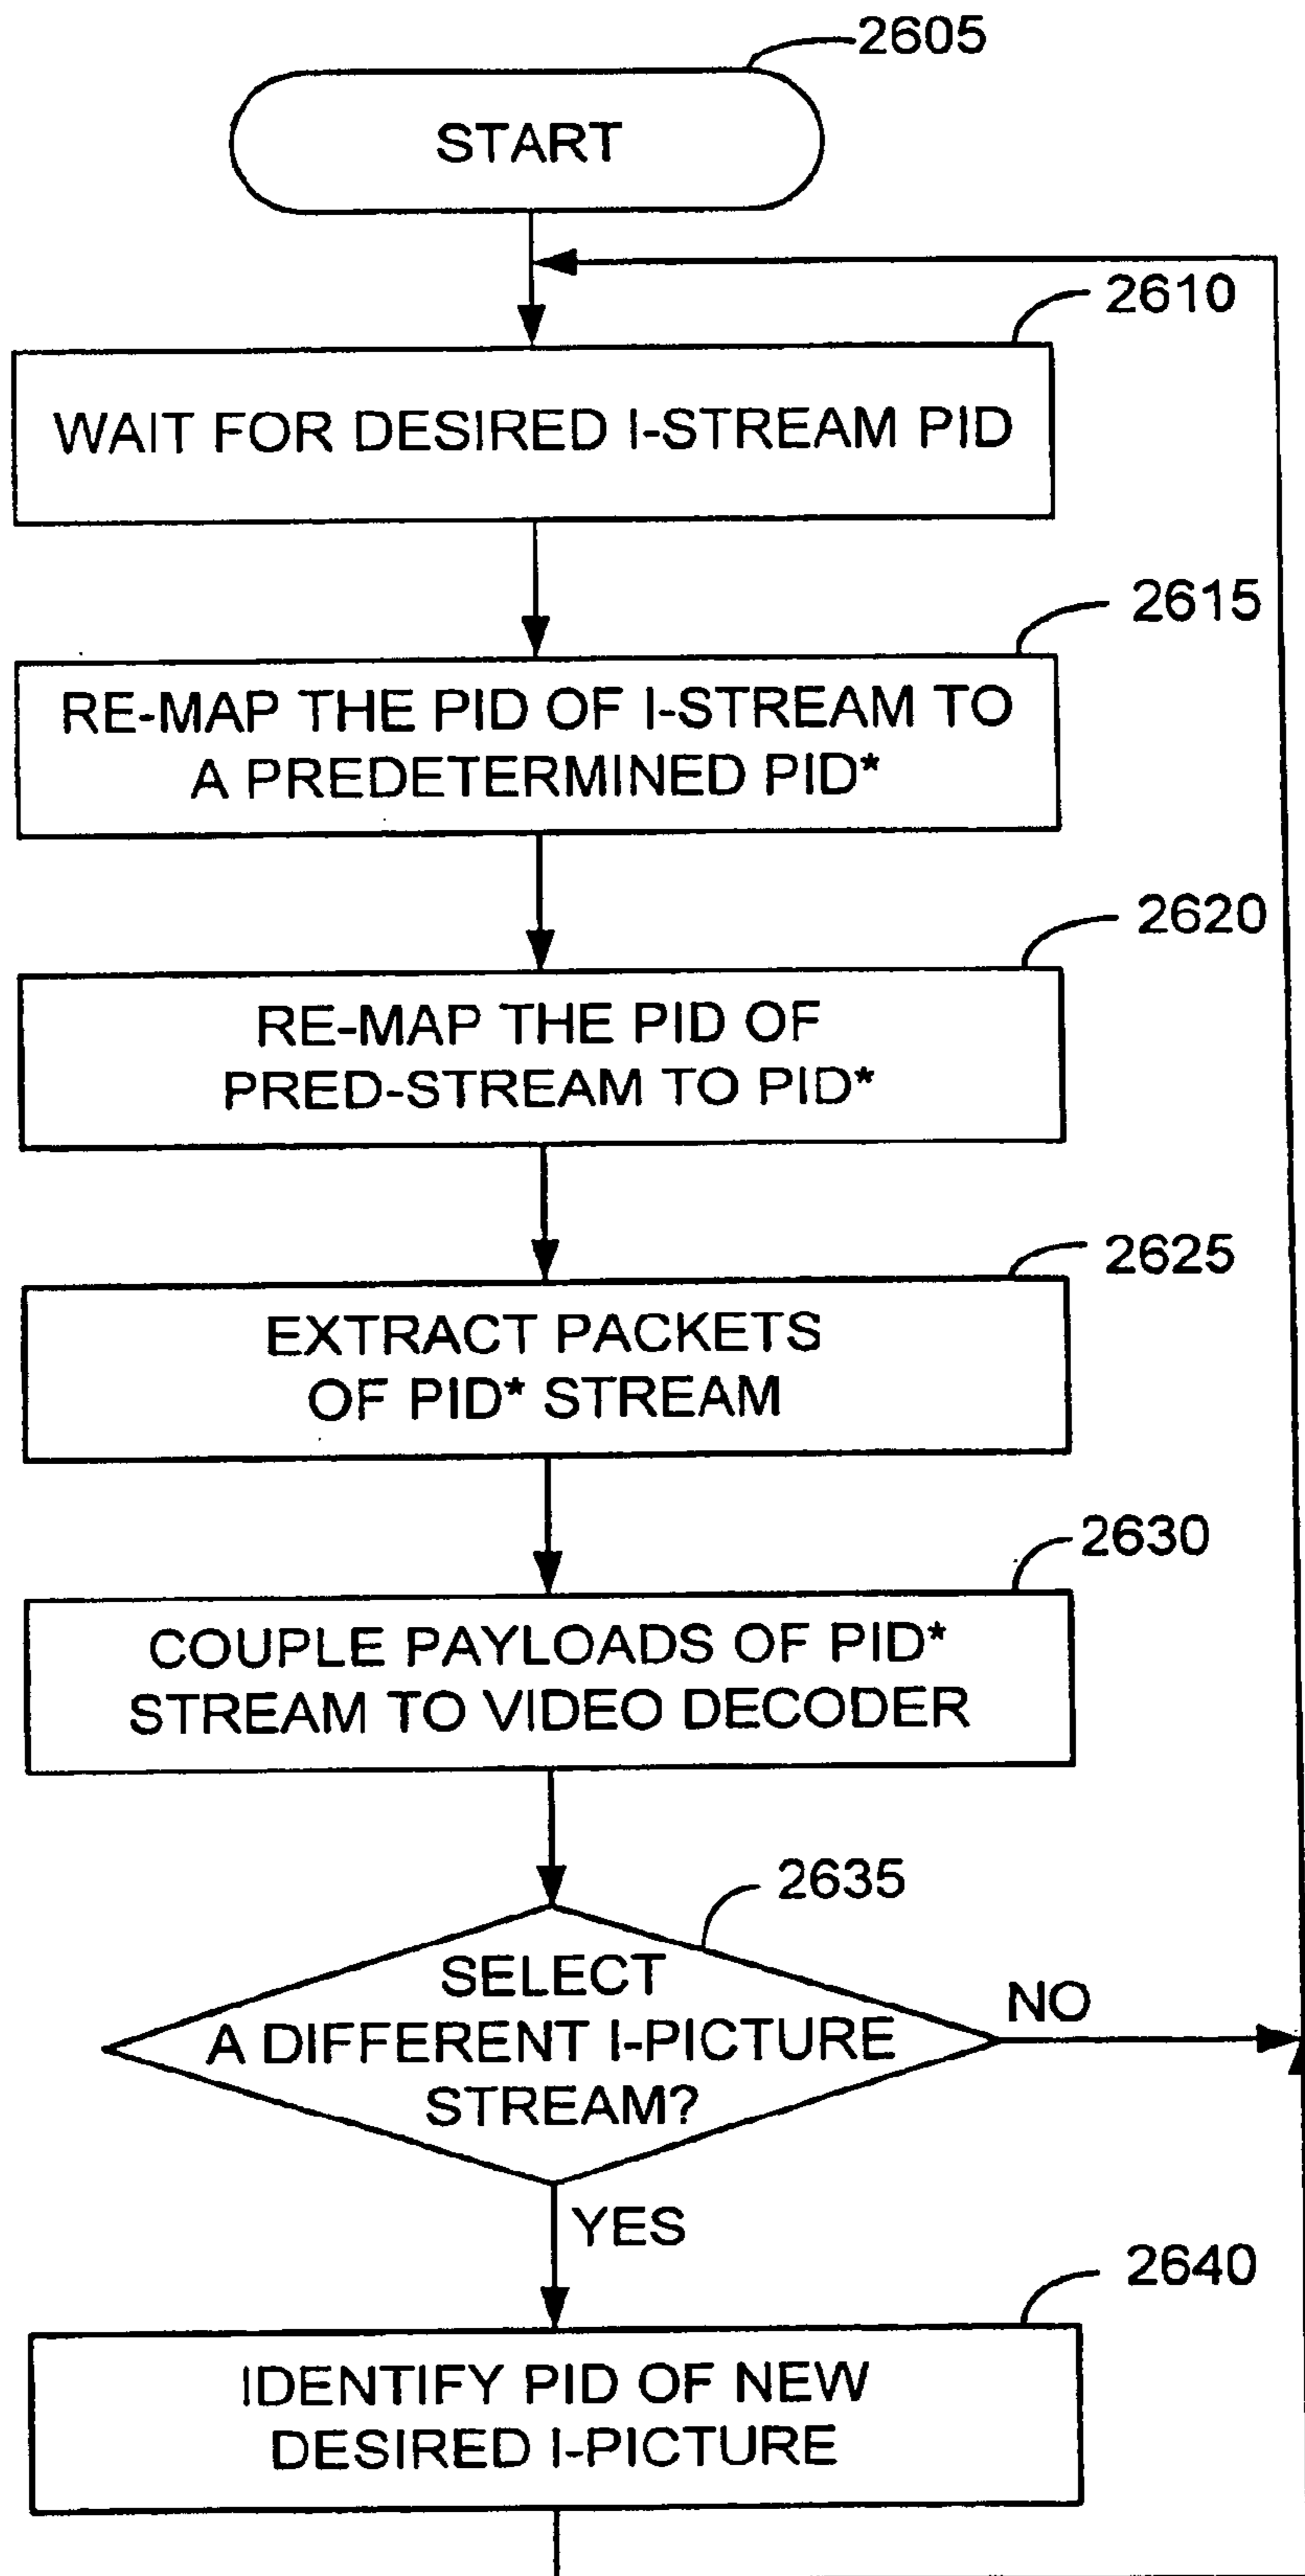 2605
START
2610
WAIT FOR DESIRED I-STREAM PID
2615
RE-MAP THE PID OF I-STREAM TO
A PREDETERMINED PID*
2620
RE-MAP THE PID OF
PRED-STREAM TO PID*
2625
EXTRACT PACKETS
OF PID* STREAM
2630
COUPLE PAYLOADS OF PID*
STREAM TO VIDEO DECODER
2635
SELECT
A DIFFERENT I-PICTURE
STREAM?
NO
YES
2640
IDENTIFY PID OF NEW
DESIRED I-PICTURE